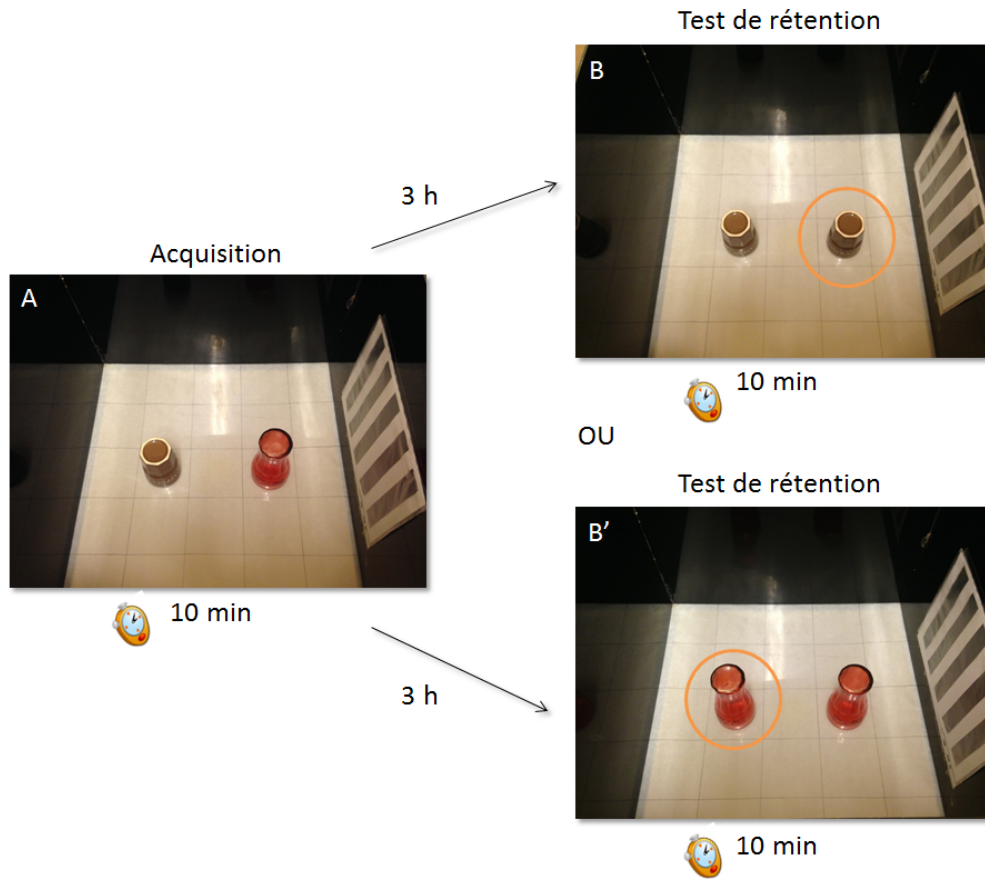 Acquisition
A
10 min
3 h
Test de rétention
B
10 min
OU
3 h
Test de rétention
B’
10 min